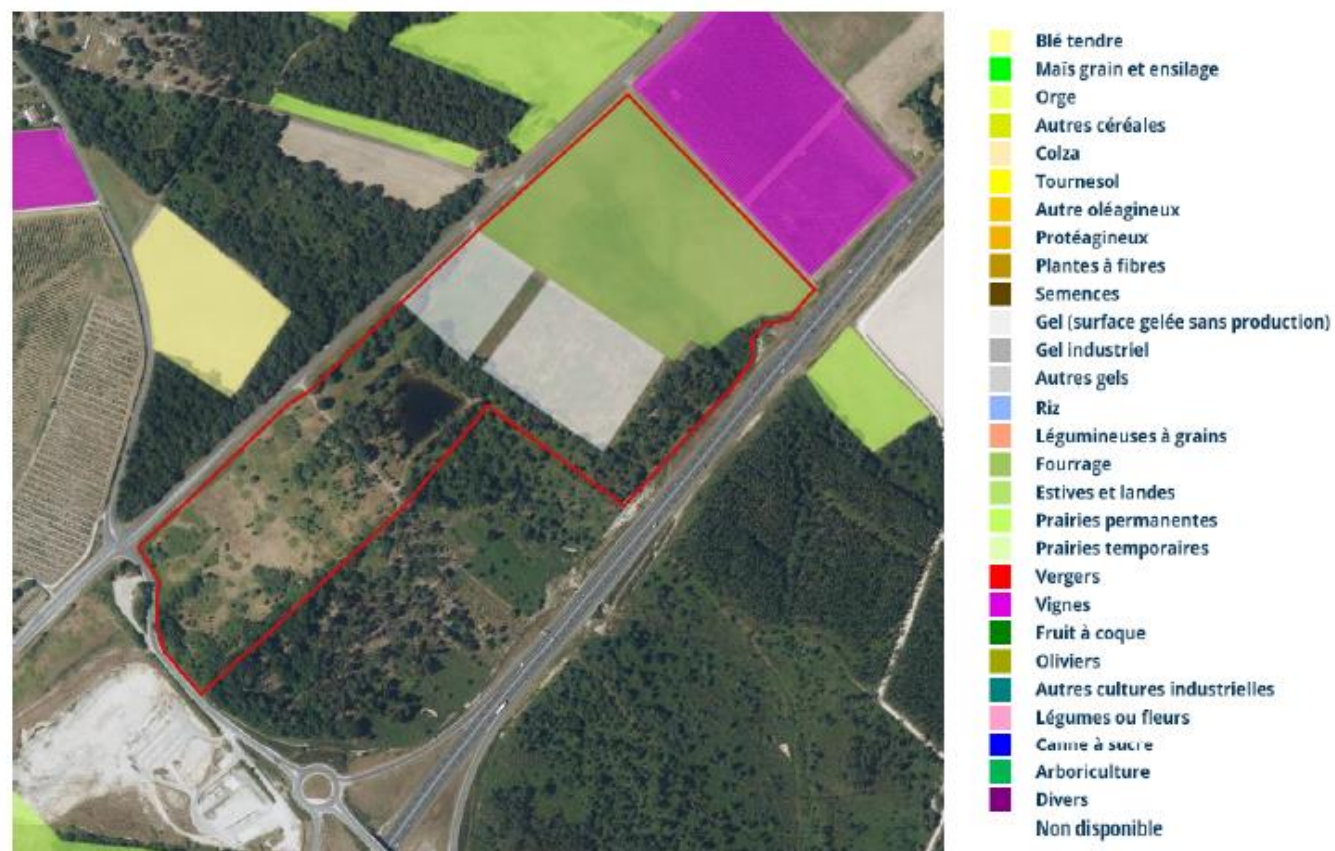 Blé tendre
Maïs grain et ensilage
Orge
Autres céréales
Colza
Tournesol
Autre oléagineux
Protéagineux
Plantes à fibres
Semences
Gel (surface gelée sans production)
Gel industriel
Autres gels
Riz
Légumineuses à grains
Fourrage
Estives et landes
Prairies permanentes
Prairies temporaires
Vergers
Vignes
Fruit à coque
Oliviers
Autres cultures industrielles
Légumes ou fleurs
Canne à sucre
Arboriculture
Divers
Non disponible